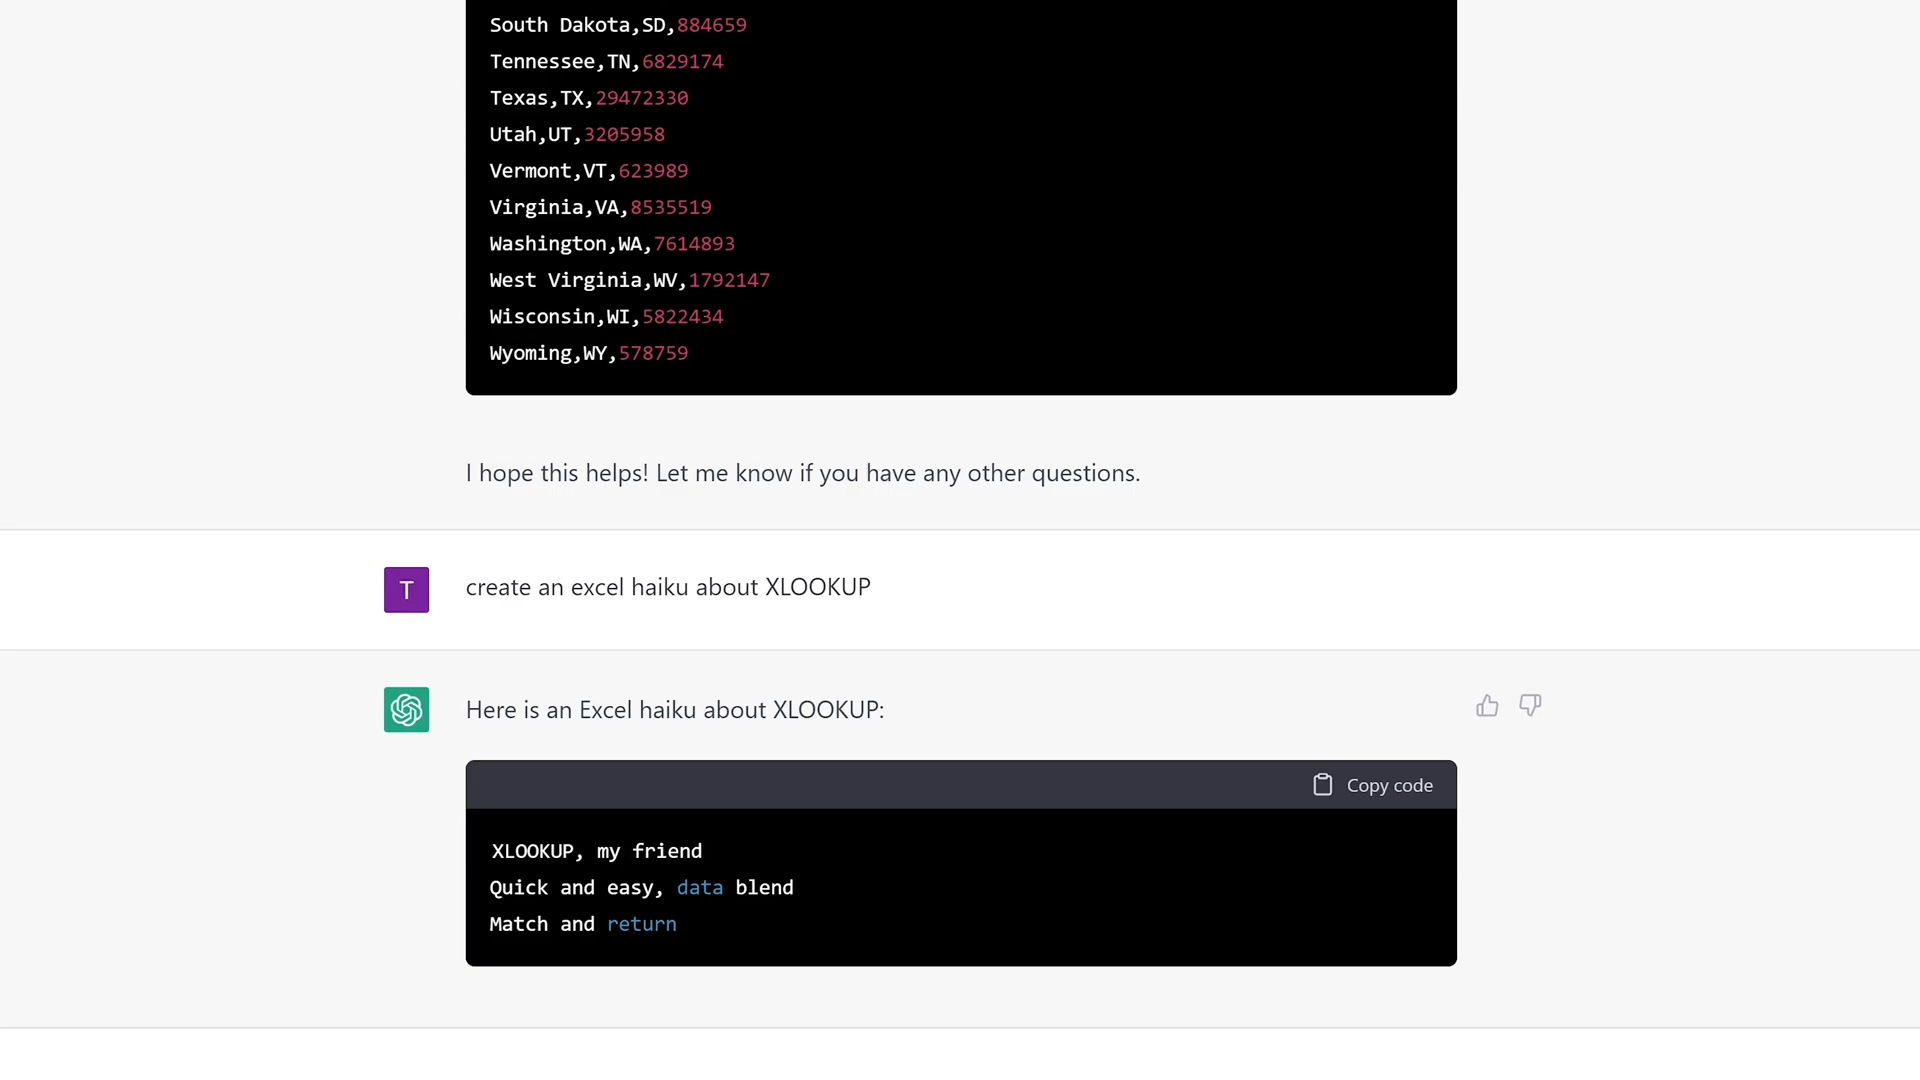 South Dakota,SD,884659
Tennessee,TN,6829174
Texas,TX,29472330
Utah,UT,3205958
Vermont,VT,623989
Virginia,VA,8535519
Washington,WA,7614893
West Virginia,WV,1792147
Wisconsin,WI,5822434
Wyoming,WY,578759
I hope this helps! Let me know if you have any other questions.
T
create an excel haiku about XLOOKUP
Here is an Excel haiku about XLOOKUP:
Copy code
XLOOKUP, my friend
Quick and easy, data blend
Match and return